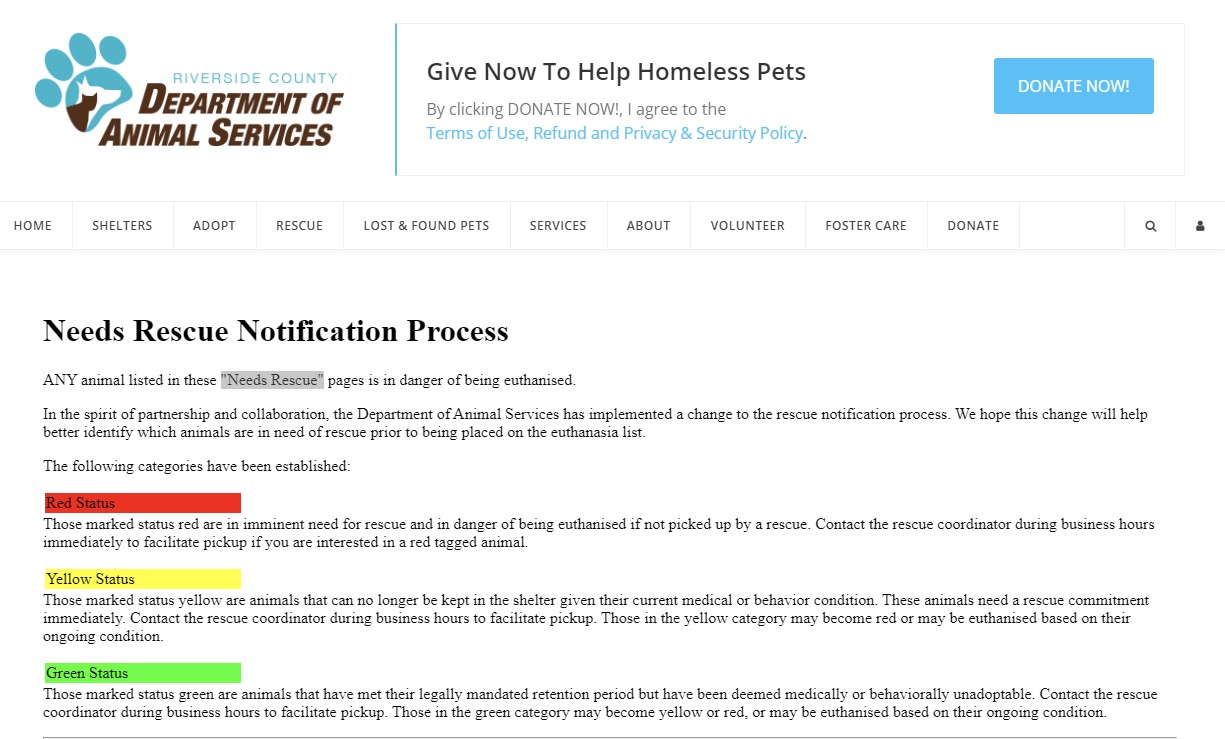 RIVERSIDE COUNTY
DEPARTMENT OF
ANIMAL SERVICES
Give Now To Help Homeless Pets
By clicking DONATE NOW!, I agree to the
Terms of Use, Refund and Privacy & Security Policy.
DONATE NOW!
HOME SHELTERS ADOPT RESCUE LOST & FOUND PETS SERVICES ABOUT VOLUNTEER FOSTER CARE DONATE
Needs Rescue Notification Process
ANY animal listed in these "Needs Rescue" pages is in danger of being euthanised.
In the spirit of partnership and collaboration, the Department of Animal Services has implemented a change to the rescue notification process. We hope this change will help
better identify which animals are in need of rescue prior to being placed on the euthanasia list.
The following categories have been established:
Red Status
Those marked status red are in imminent need for rescue and in danger of being euthanised if not picked up by a rescue. Contact the rescue coordinator during business hours
immediately to facilitate pickup if you are interested in a red tagged animal.
Yellow Status
Those marked status yellow are animals that can no longer be kept in the shelter given their current medical or behavior condition. These animals need a rescue commitment
immediately. Contact the rescue coordinator during business hours to facilitate pickup. Those in the yellow category may become red or may be euthanised based on their
ongoing condition.
Green Status
Those marked status green are animals that have met their legally mandated retention period but have been deemed medically or behaviorally unadoptable. Contact the rescue
coordinator during business hours to facilitate pickup. Those in the green category may become yellow or red, or may be euthanised based on their ongoing condition.